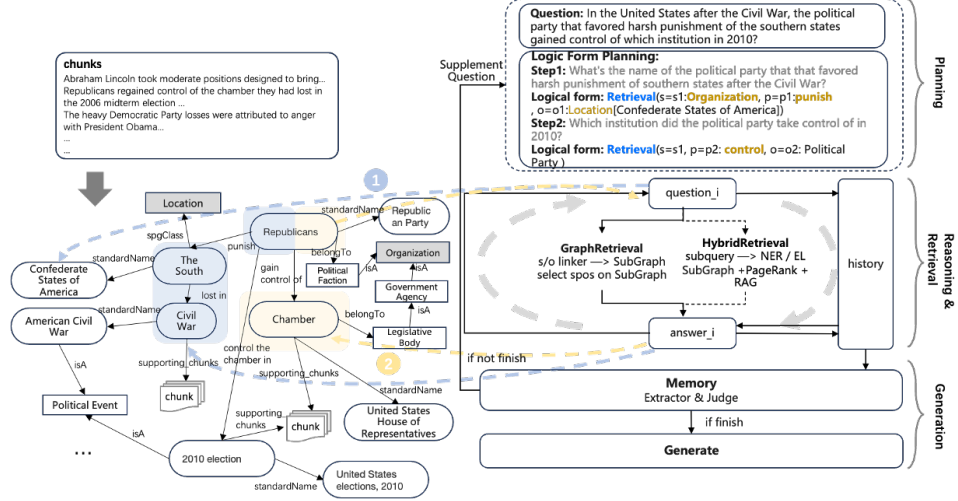 chunks
Abraham Lincoln took moderate positions designed to bring...
Republicans regained control of the chamber they had lost in
the 2006 midterm election ...
The heavy Democratic Party losses were attributed to anger
with President Obama...
...
...
1
Location
spgClass
standardName
Confederate
States of
America
The
South
punish
Republicans
standardName
Republic
an Party
belongTo
Political
Faction
isA
Organization
isA
Government
Agency
isA
Legislative
Body
gain
control of
lost in
Civil
War
standardName
American Civil
War
Chamber
belongTo
2
isA
supporting_chunks
chunk
control the
chamber in
supporting_chunks
chunk
standardName
United States
House of
Representatives
Political Event
isA
supporting
chunks
...
2010 election
standardName
United States
elections, 2010
Supplement
Question
Question: In the United States after the Civil War, the political
party that favored harsh punishment of the southern states
gained control of which institution in 2010?
Logic Form Planning:
Step1: What's the name of the political party that that favored
harsh punishment of southern states after the Civil War?
Logical form: Retrieval(s=s1:Organization, p=p1:punish
, o=o1:Location[Confederate States of America])
Step2: Which institution did the political party take control of in
2010?
Logical form: Retrieval(s=s1, p=p2: control, o=o2: Political
Party )
Planning
question_i
GraphRetrieval
s/o linker —> SubGraph
select spos on SubGraph
HybridRetrieval
subquery —> NER / EL
SubGraph +PageRank +
RAG
history
answer_i
Reasoning &
Retrieval
if not finish
Memory
Extractor & Judge
if finish
Generate
Generation